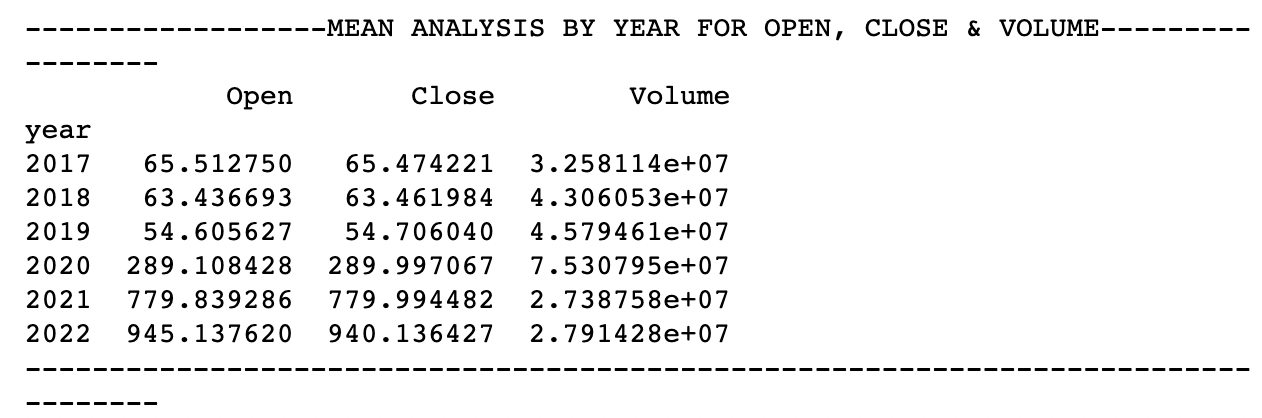 ------------------MEAN ANALYSIS BY YEAR FOR OPEN, CLOSE & VOLUME---------
--------
            Open       Close        Volume
year
2017   65.512750   65.474221  3.258114e+07
2018   63.436693   63.461984  4.306053e+07
2019   54.605627   54.706040  4.579461e+07
2020  289.108428  289.997067  7.530795e+07
2021  779.839286  779.994482  2.738758e+07
2022  945.137620  940.136427  2.791428e+07
-------------------------------------------------------------------------
--------